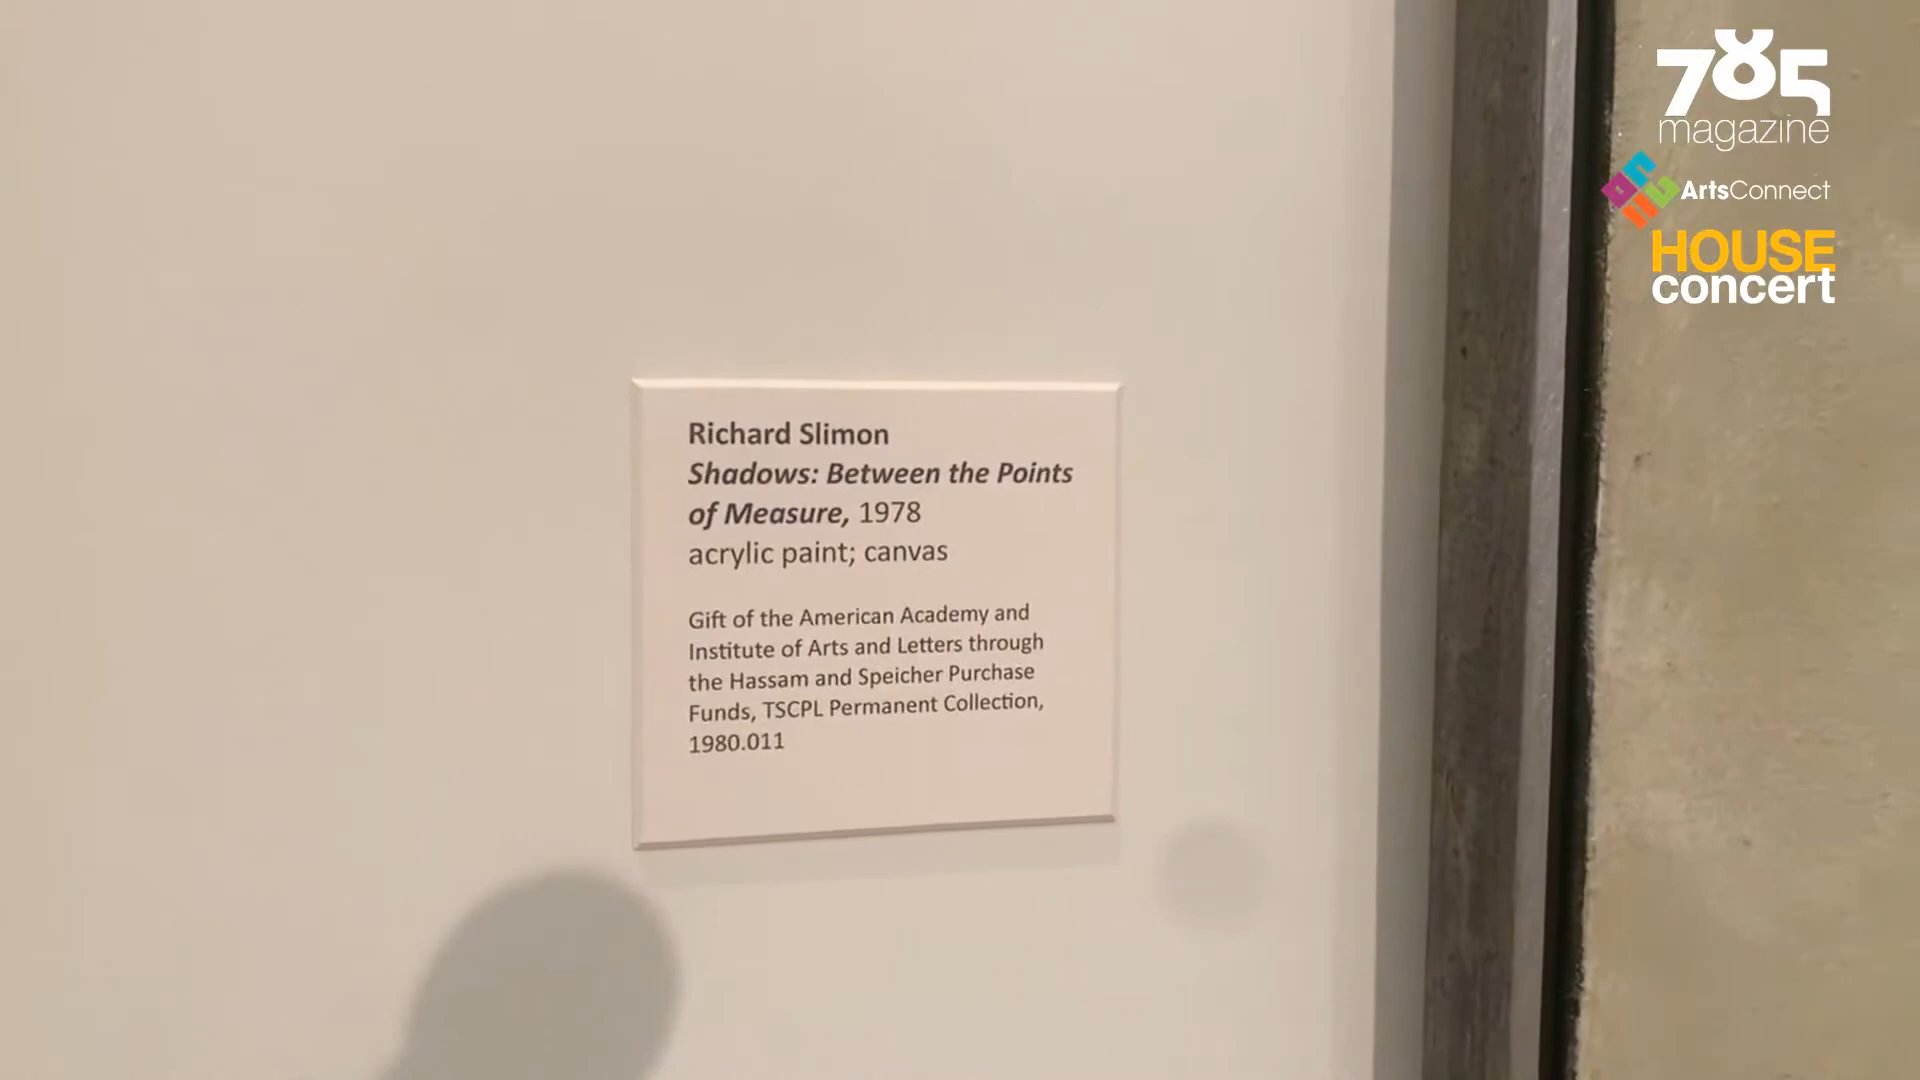 785
magazine
ArtsConnect
HOUSE
concert
Richard Slimon
Shadows: Between the Points
of Measure, 1978
acrylic paint; canvas
Gift of the American Academy and
Institute of Arts and Letters through
the Hassam and Speicher Purchase
Funds, TSCPL Permanent Collection,
1980.011